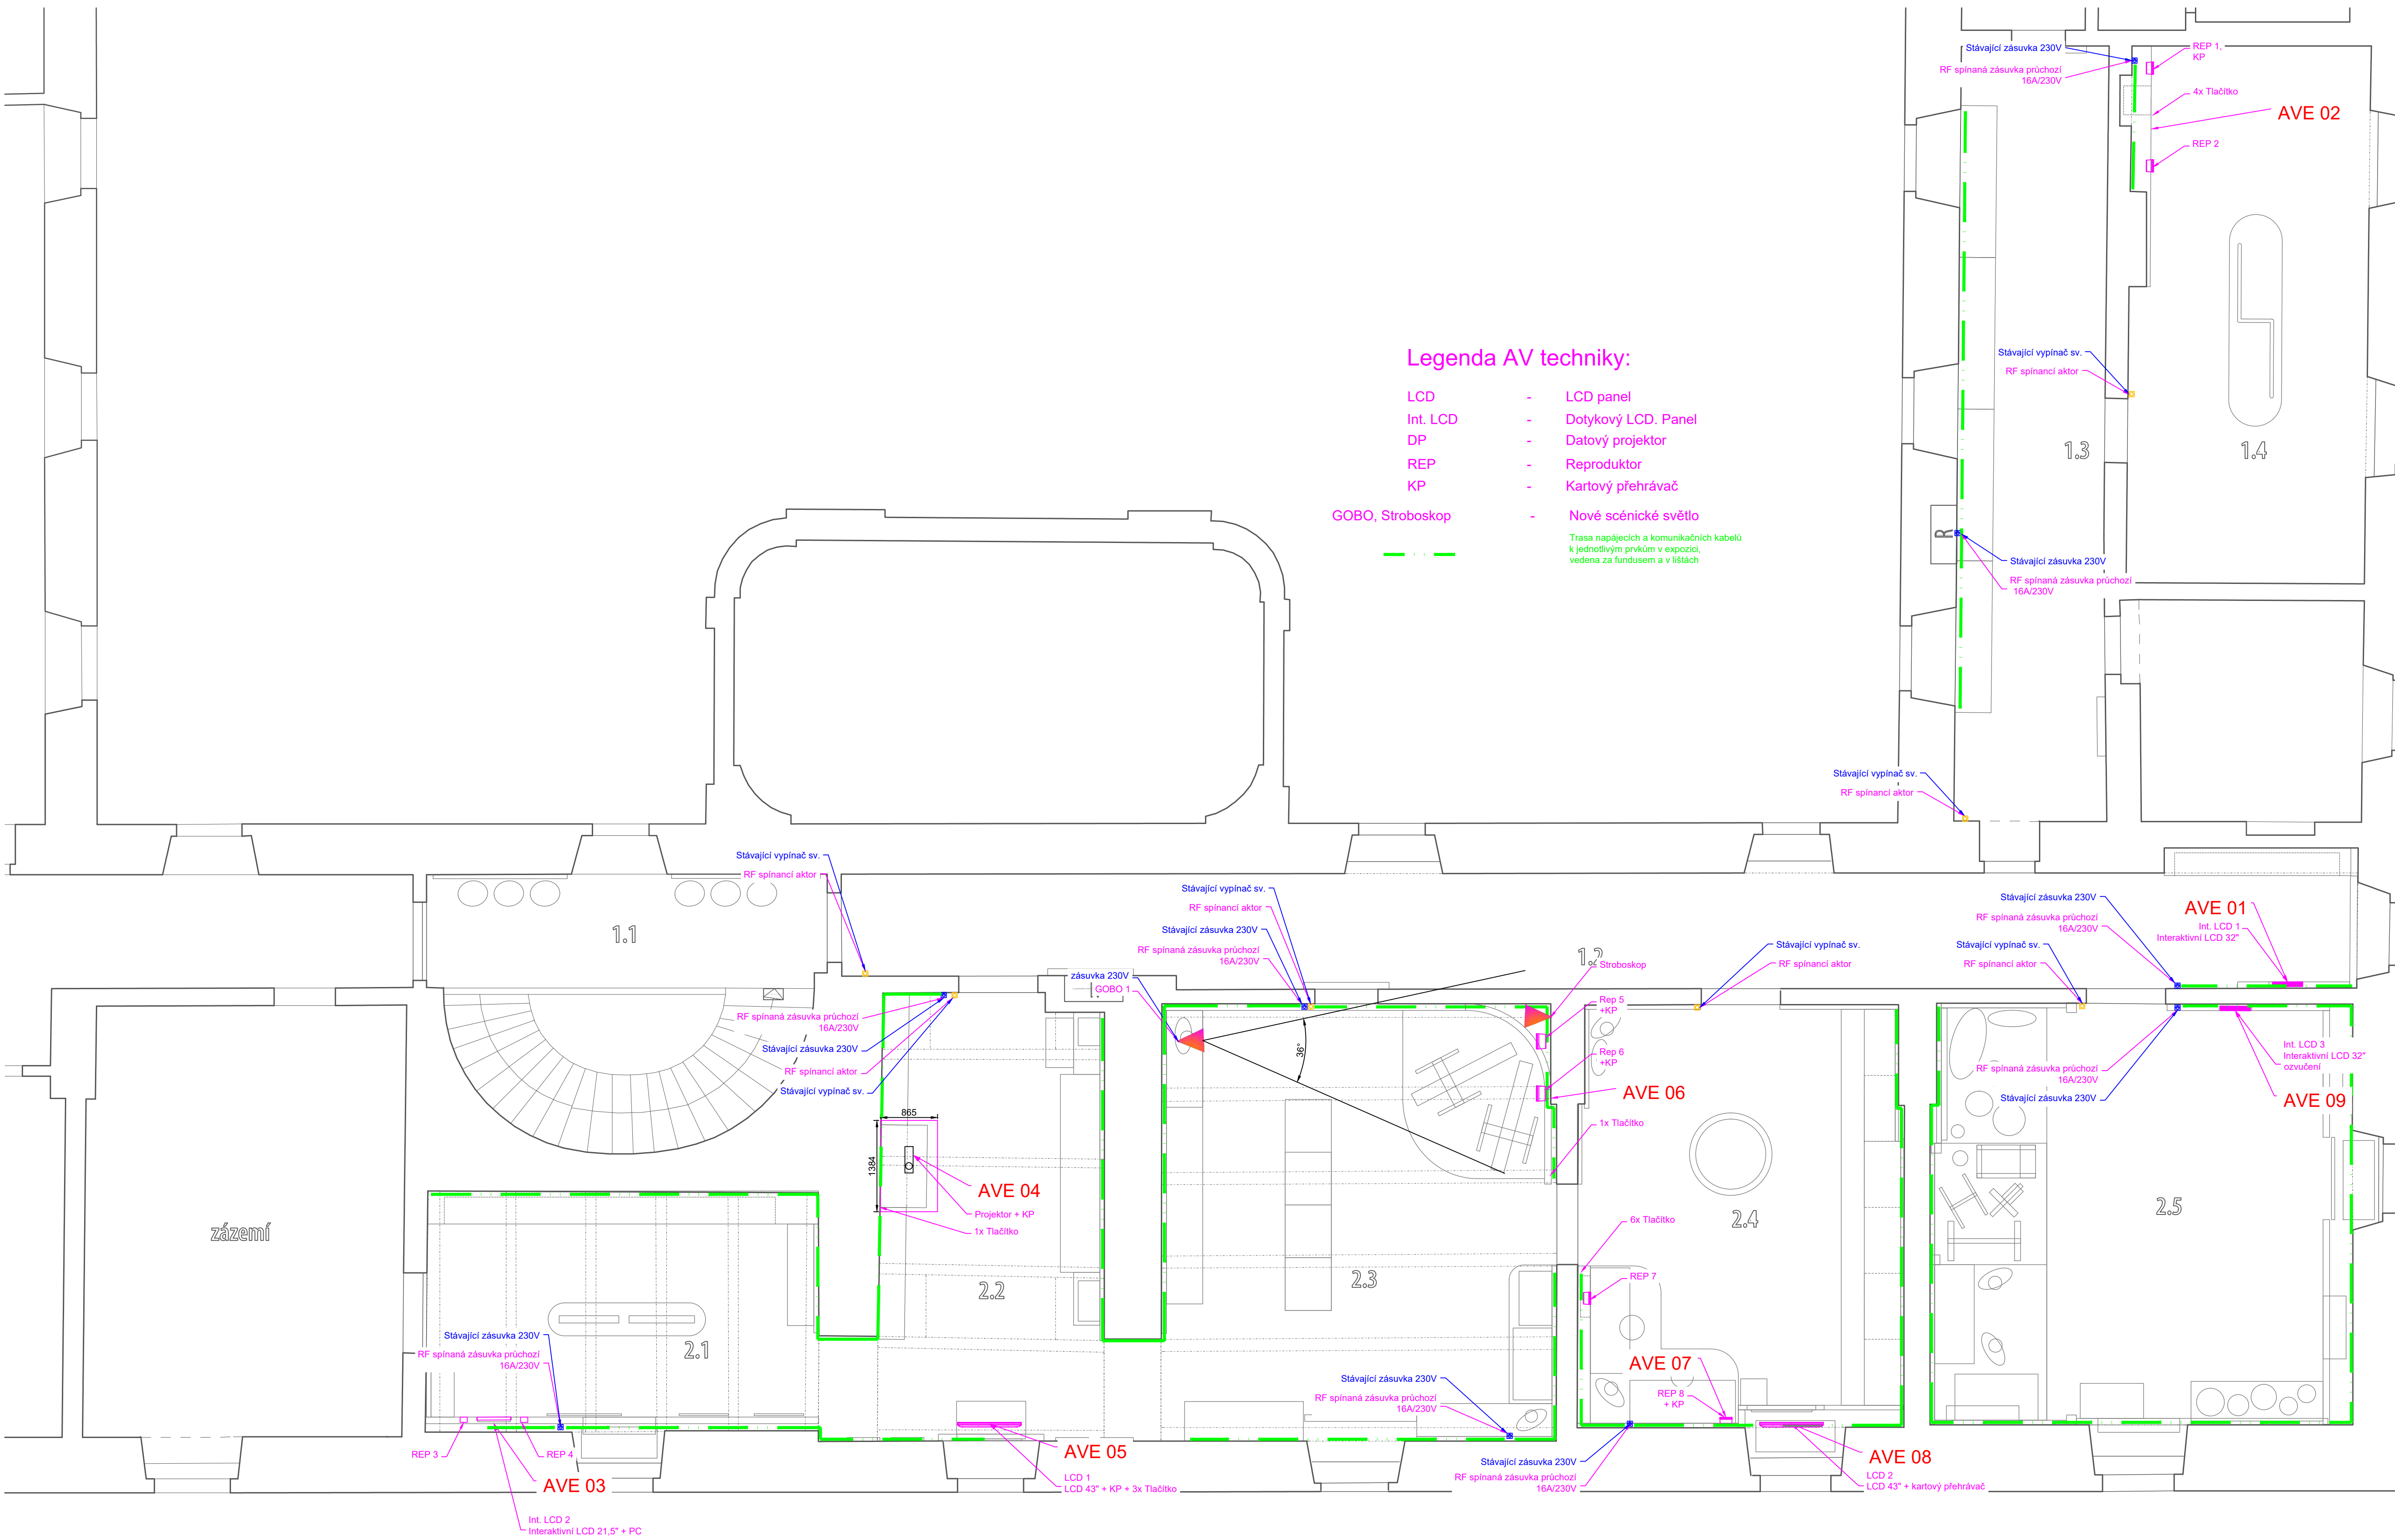 Stávající zásuvka 230V
RF spínaná zásuvka průchozí
16A/230V
REP 1,
KP
4x Tlačítko
AVE 02
REP 2
Legenda AV techniky:
LCD - LCD panel
Int. LCD - Dotykový LCD. Panel
DP - Datový projektor
REP - Reproduktor
KP - Kartový přehrávač
GOBO, Stroboskop - Nové scénické světlo
Trasa napájecích a komunikačních kabelů
k jednotlivým prvkům v expozici,
vedena za fundusem a v lištách
Stávající vypínač sv.
RF spínancí aktor
1.3
1.4
R
Stávající zásuvka 230V
RF spínaná zásuvka průchozí
16A/230V
Stávající vypínač sv.
RF spínancí aktor
Stávající vypínač sv.
RF spínancí aktor
1.1
Stávající vypínač sv.
RF spínancí aktor
Stávající zásuvka 230V
RF spínaná zásuvka průchozí
16A/230V
zásuvka 230V
GOBO 1
1.2
Stroboskop
Stávající vypínač sv.
RF spínancí aktor
Stávající zásuvka 230V
RF spínaná zásuvka průchozí
16A/230V
Stávající vypínač sv.
RF spínancí aktor
AVE 01
Int. LCD 1
Interaktivní LCD 32"
RF spínaná zásuvka průchozí
16A/230V
Stávající zásuvka 230V
RF spínancí aktor
Stávající vypínač sv.
36°
Rep 5
+KP
Rep 6
+KP
AVE 06
1x Tlačítko
Int. LCD 3
Interaktivní LCD 32"
ozvučení
RF spínaná zásuvka průchozí
16A/230V
Stávající zásuvka 230V
AVE 09
865
1384
AVE 04
Projektor + KP
1x Tlačítko
zázemí
2.1
2.2
2.3
2.4
2.5
6x Tlačítko
REP 7
Stávající zásuvka 230V
RF spínaná zásuvka průchozí
16A/230V
REP 3
REP 4
AVE 03
Int. LCD 2
Interaktivní LCD 21,5" + PC
AVE 05
LCD 1
LCD 43" + KP + 3x Tlačítko
Stávající zásuvka 230V
RF spínaná zásuvka průchozí
16A/230V
AVE 07
REP 8
+ KP
Stávající zásuvka 230V
RF spínaná zásuvka průchozí
16A/230V
AVE 08
LCD 2
LCD 43" + kartový přehrávač